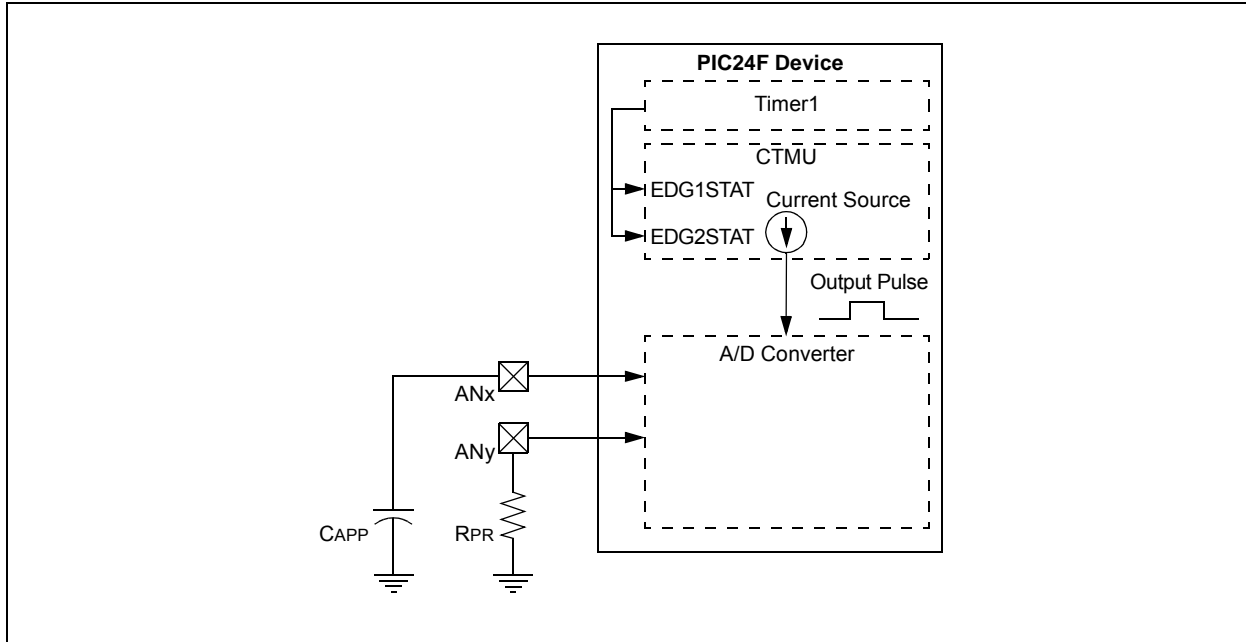 PIC24F Device
Timer1
CTMU
EDG1STAT
Current Source
EDG2STAT
Output Pulse
A/D Converter
ANx
ANy
CAPP
RPR